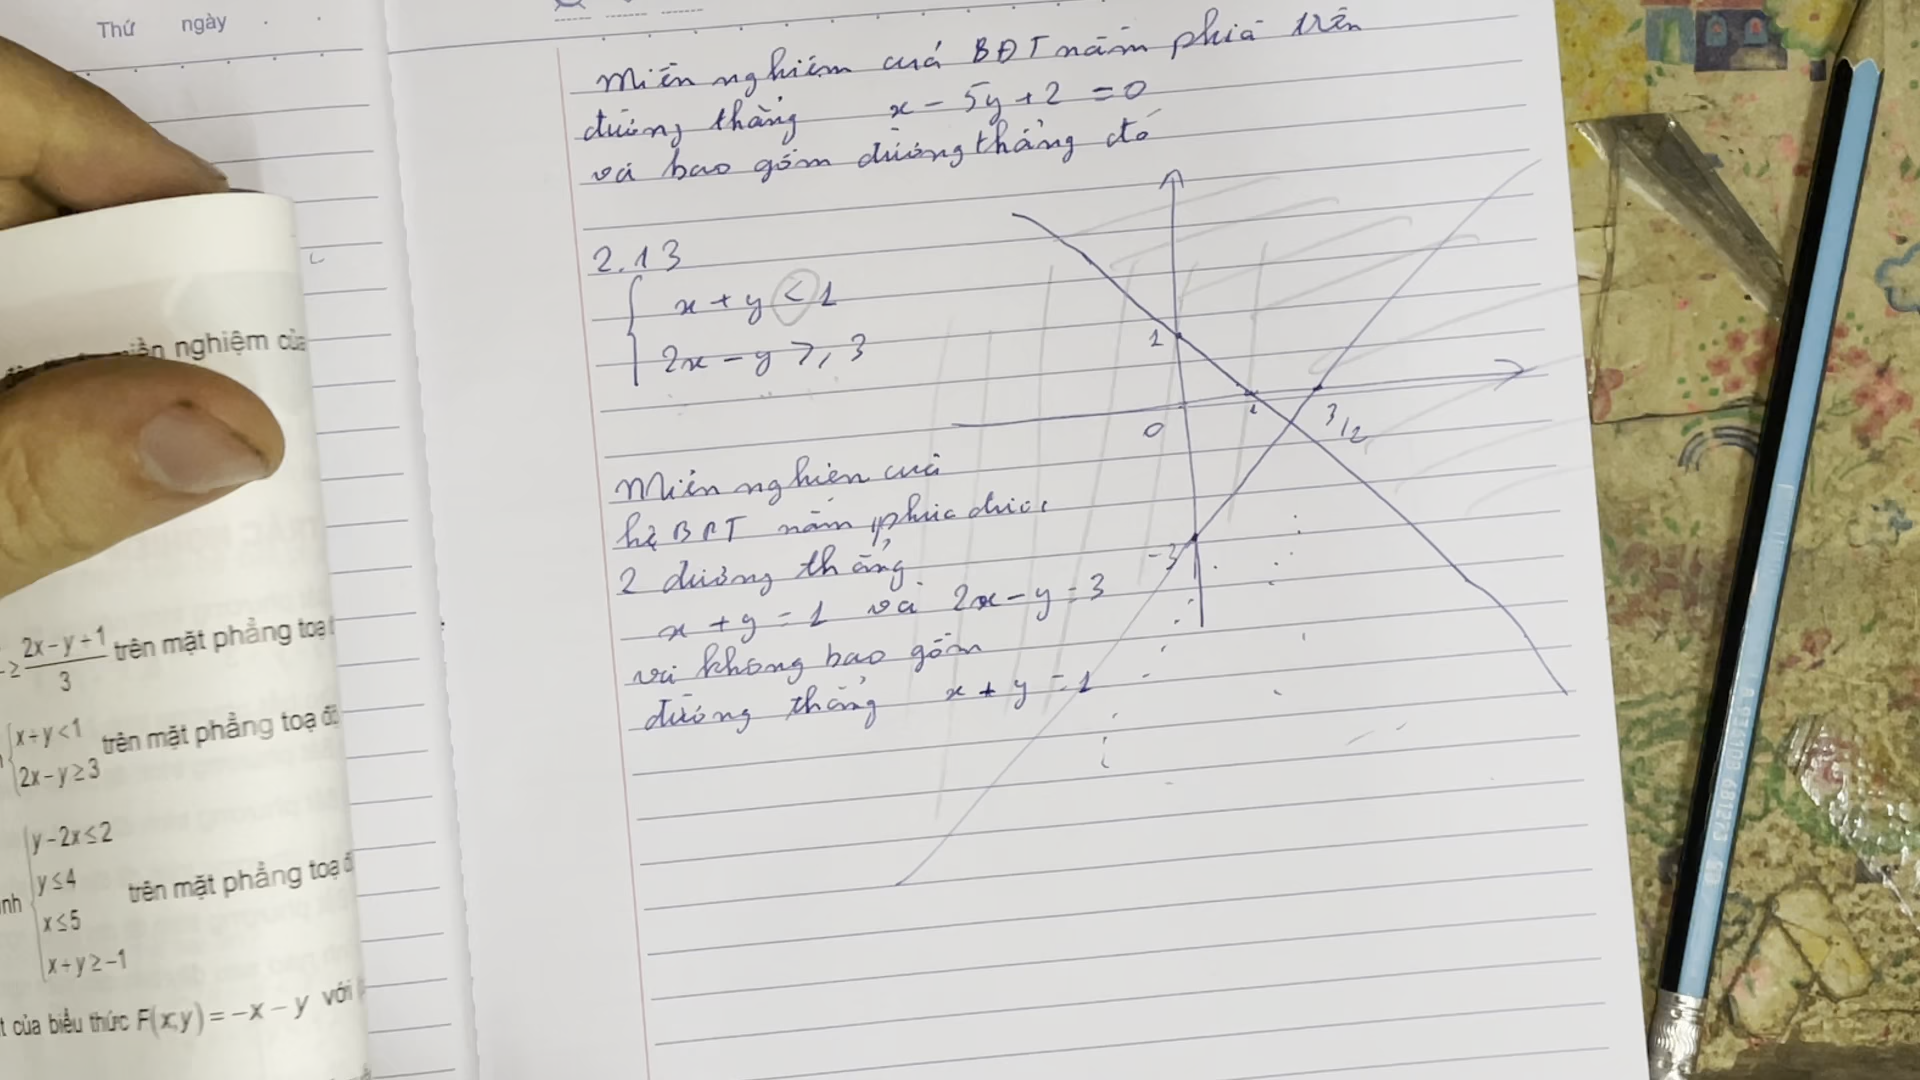 Thứ ngày
miền nghiệm của BĐT nằm phía trên
đường thẳng x - 5y + 2 = 0
và bao gồm đường thẳng đó
2.13
x + y < 1
2x - y ≥ 3
1
0
1
3/2
-3
Miền nghiệm của
hệ BPT nằm phía dưới
2 đường thẳng
x + y = 1 và 2x - y = 3
và không bao gồm
đường thẳng x + y = 1
miền nghiệm của
≥ 2x-y+1/3 trên mặt phẳng toạ
x+y<1
2x-y≥3 trên mặt phẳng toạ độ
y-2x≤2
y≤4
x≤5
x+y≥-1
trên mặt phẳng toạ đ
của biểu thức F(x;y) = -x - y với